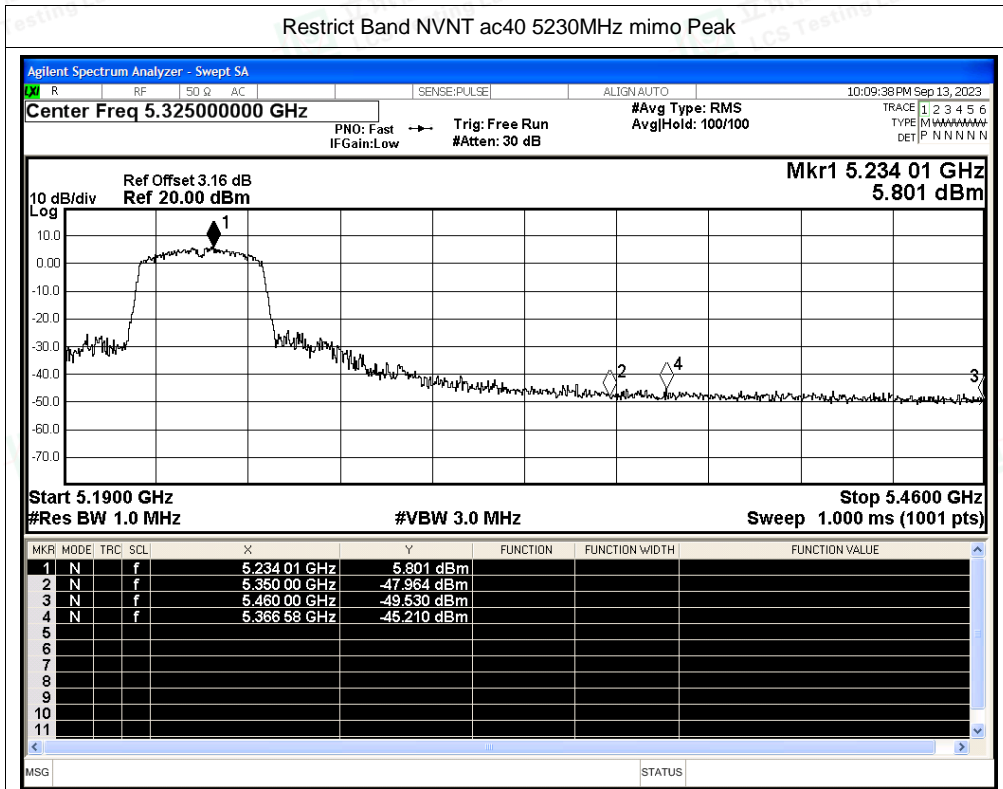 Restrict Band NVNT ac40 5230MHz mimo Peak
Agilent Spectrum Analyzer - Swept SA
LXI R RF 50 Ω AC SENSE:PULSE ALIGN AUTO 10:09:38 PM Sep 13, 2023
Center Freq 5.325000000 GHz #Avg Type: RMS TRACE 1 2 3 4 5 6
PNO: Fast Trig: Free Run Avg|Hold: 100/100 TYPE M
IFGain:Low #Atten: 30 dB DET P N N N N N
Mkr1 5.234 01 GHz
Ref Offset 3.16 dB
10 dB/div Ref 20.00 dBm 5.801 dBm
Log
1
10.0
0.00
-10.0
-20.0
-30.0
-40.0 2 4 3
-50.0
-60.0
-70.0
Start 5.1900 GHz Stop 5.4600 GHz
#Res BW 1.0 MHz #VBW 3.0 MHz Sweep 1.000 ms (1001 pts)
MKR MODE TRC SCL X Y FUNCTION FUNCTION WIDTH FUNCTION VALUE
1 N f 5.234 01 GHz 5.801 dBm
2 N f 5.350 00 GHz -47.964 dBm
3 N f 5.460 00 GHz -49.530 dBm
4 N f 5.366 58 GHz -45.210 dBm
5
6
7
8
9
10
11
MSG STATUS